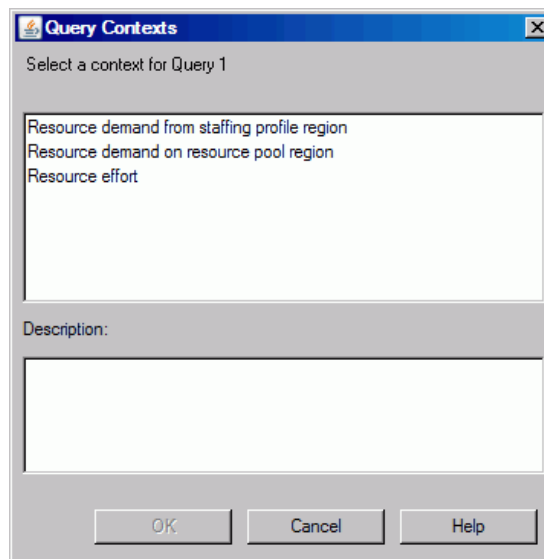 Query Contexts
Select a context for Query 1
Resource demand from staffing profile region
Resource demand on resource pool region
Resource effort
Description:
OK Cancel Help